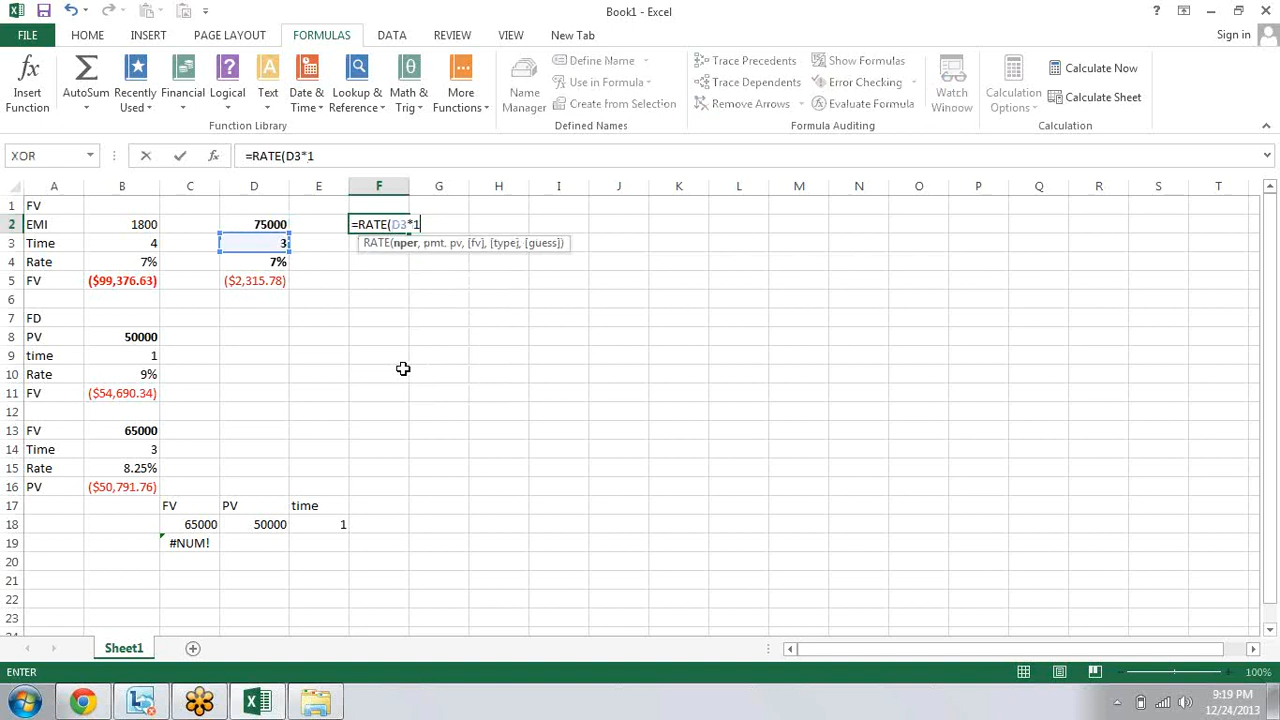 Book1 - Excel
?
FILE HOME INSERT PAGE LAYOUT FORMULAS DATA REVIEW VIEW New Tab Sign in
fx Insert Function
Σ AutoSum
Recently Used
Financial
? Logical
A Text
Date & Time
Lookup & Reference
θ Math & Trig
More Functions
Function Library
Name Manager
Define Name
Use in Formula
Create from Selection
Defined Names
Trace Precedents
Trace Dependents
Remove Arrows
Show Formulas
Error Checking
Evaluate Formula
Formula Auditing
Watch Window
Calculation Options
Calculate Now
Calculate Sheet
Calculation
XOR fx =RATE(D3*1
A B C D E F G H I J K L M N O P Q R S T
1 FV
2 EMI 1800 75000 =RATE(D3*1
3 Time 4 3 RATE(nper, pmt, pv, [fv], [type], [guess])
4 Rate 7% 7%
5 FV ($99,376.63) ($2,315.78)
6
7 FD
8 PV 50000
9 time 1
10 Rate 9%
11 FV ($54,690.34)
12
13 FV 65000
14 Time 3
15 Rate 8.25%
16 PV ($50,791.76)
17 FV PV time
18 65000 50000 1
19 #NUM!
20
21
22
23
Sheet1
ENTER 100%
9:19 PM
12/24/2013